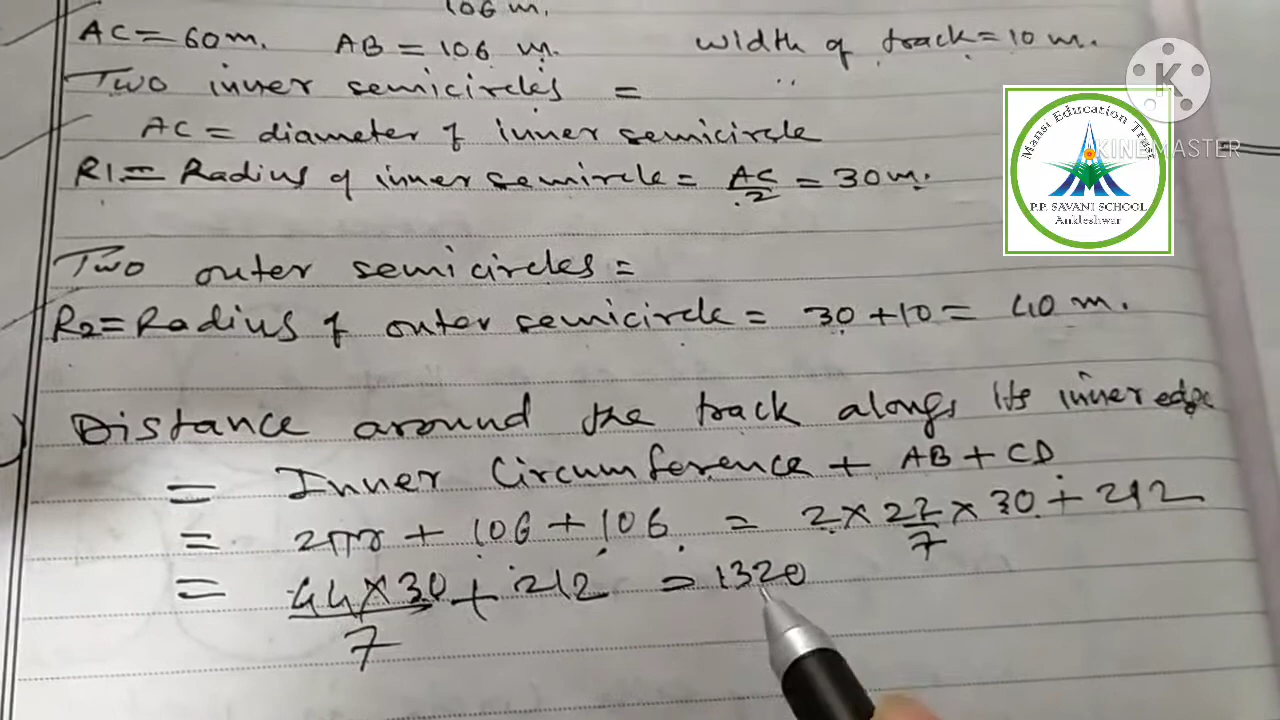 106 m.
AC = 60m. AB = 106 m. width of track = 10 m.
Two inner semicircles =
AC = diameter of inner semicircle
R1 = Radius of inner semircle = AC/2 = 30m.
Two outer semicircles =
R2 = Radius of outer semicircle = 30 + 10 = 40 m.
Distance around the track along its inner edge
= Inner Circumference + AB + CD
= 2πr + 106 + 106 = 2 × 22/7 × 30 + 212
= 44 × 30/7 + 212 = 1320
K
KINEMASTER
Mansi Education Trust
P.P. SAVANI SCHOOL
Ankleshwar